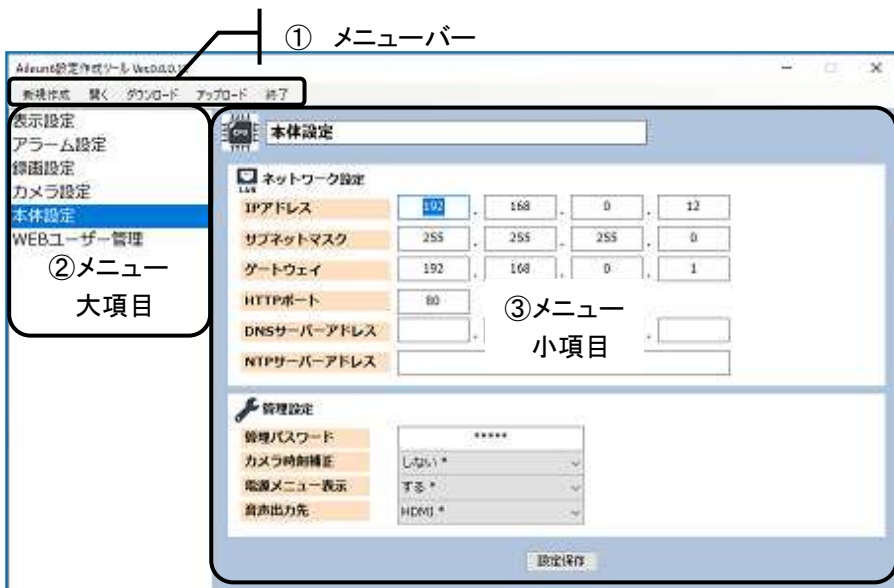 ① メニューバー
新規作成 開く ダウンロード アップロード 終了
表示設定
アラーム設定
録画設定
カメラ設定
本体設定
WEBユーザー管理
②メニュー
大項目
CPU 本体設定
LAN ネットワーク設定
IPアドレス 192 . 168 . 0 . 12
サブネットマスク 255 . 255 . 255 . 0
ゲートウェイ 192 . 168 . 0 . 1
HTTPポート 80
DNSサーバーアドレス
NTPサーバーアドレス
③メニュー
小項目
管理設定
管理パスワード *****
カメラ時刻補正 しない *
電源メニュー表示 する *
音声出力先 HDMI *
設定保存